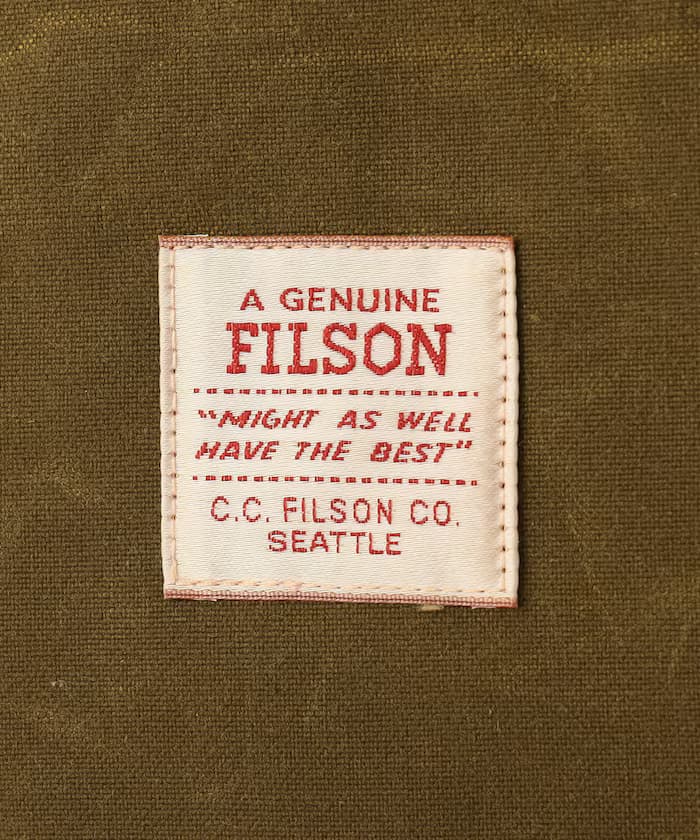 A GENUINE
FILSON
"MIGHT AS WELL
HAVE THE BEST"
C.C. FILSON CO.
SEATTLE